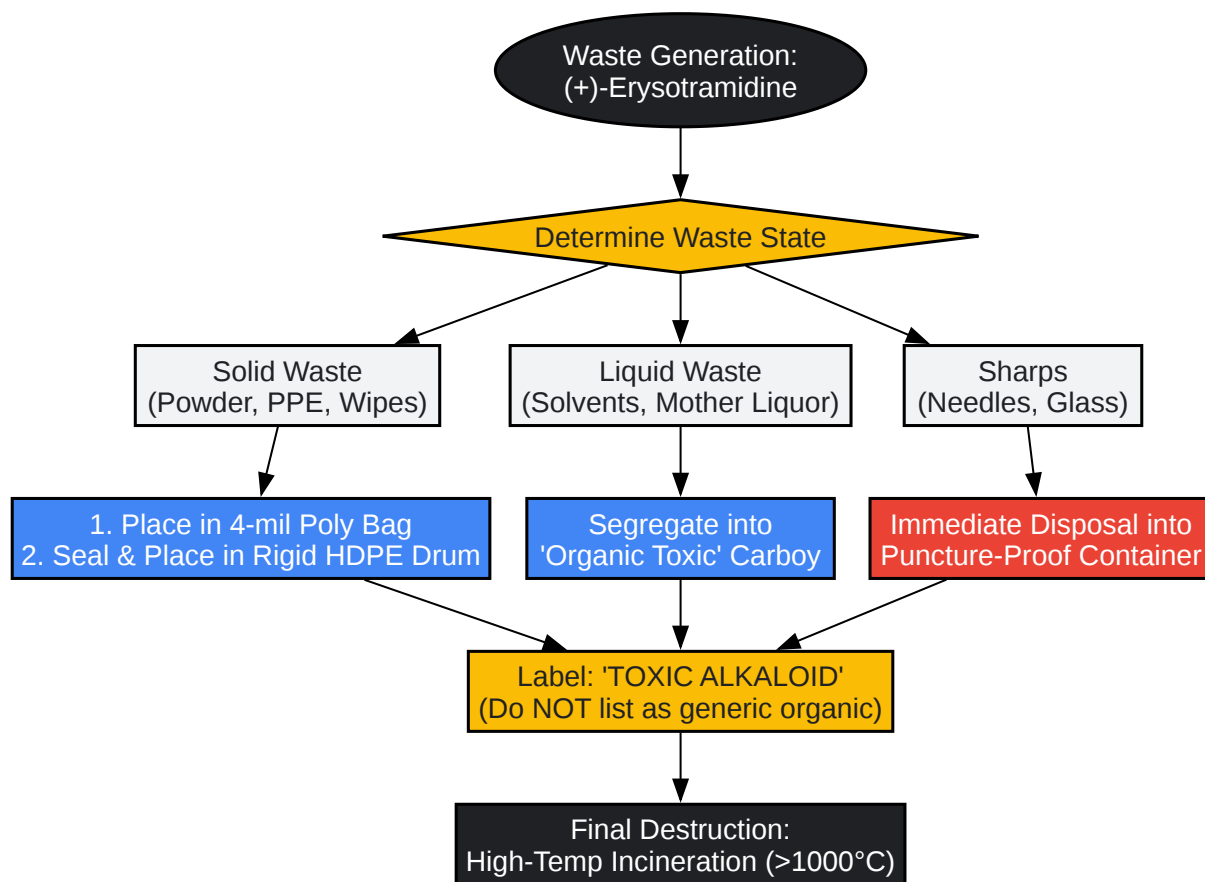 Waste Generation:
(+)-Erysotramidine
Determine Waste State
Solid Waste
(Powder, PPE, Wipes)
Liquid Waste
(Solvents, Mother Liquor)
Sharps
(Needles, Glass)
1. Place in 4-mil Poly Bag
2. Seal & Place in Rigid HDPE Drum
Segregate into
'Organic Toxic' Carboy
Immediate Disposal into
Puncture-Proof Container
Label: 'TOXIC ALKALOID'
(Do NOT list as generic organic)
Final Destruction:
High-Temp Incineration (>1000°C)